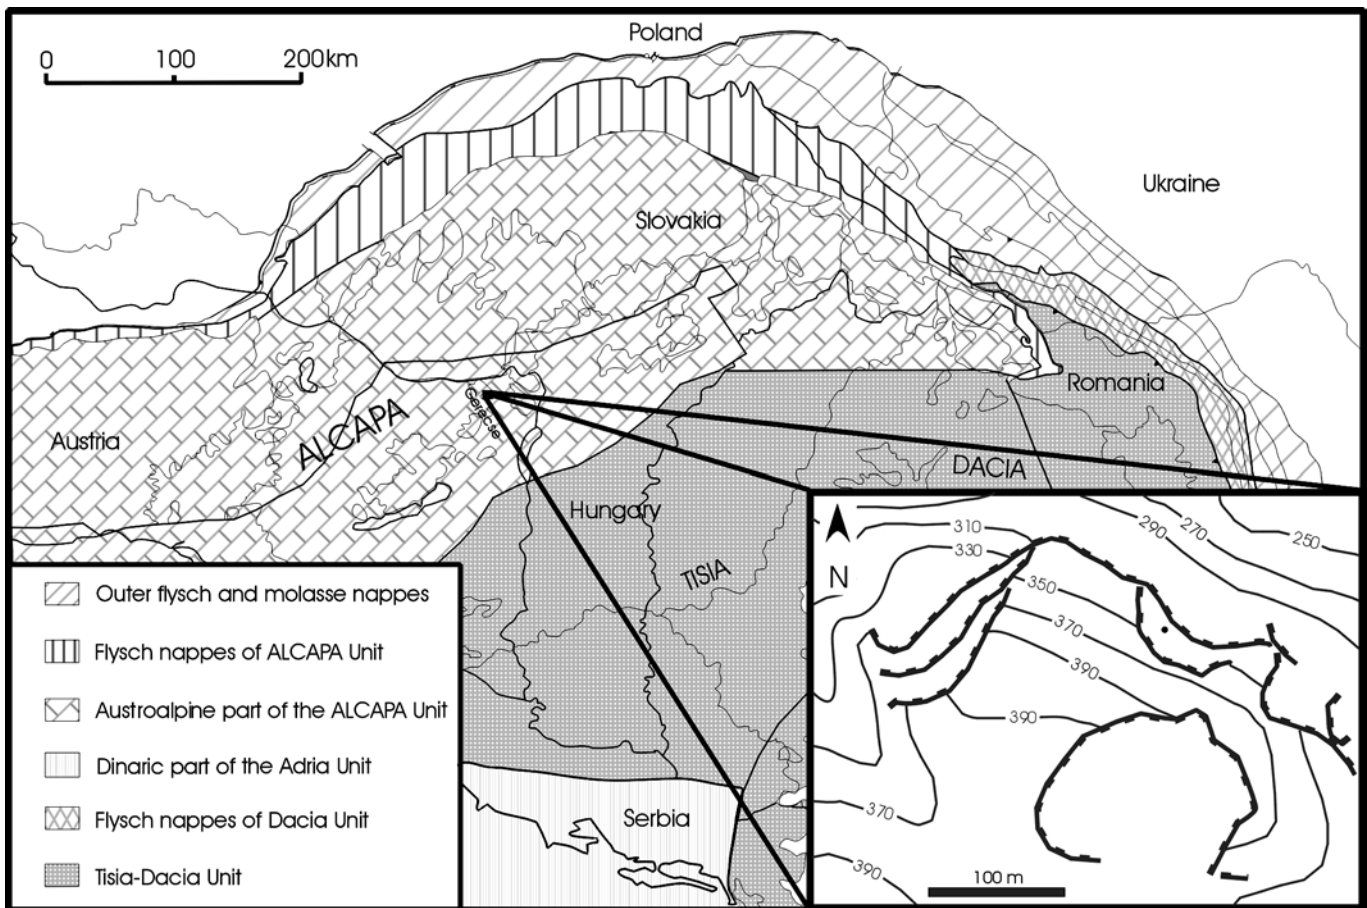 Poland
0 100 200km
Ukraine
Slovakia
Romania
Gerecse
Austria
ALCAPA
DACIA
Hungary
TISIA
Serbia
Outer flysch and molasse nappes
Flysch nappes of ALCAPA Unit
Austroalpine part of the ALCAPA Unit
Dinaric part of the Adria Unit
Flysch nappes of Dacia Unit
Tisia-Dacia Unit
N
310
330
290
270
250
350
370
390
390
370
390
100 m